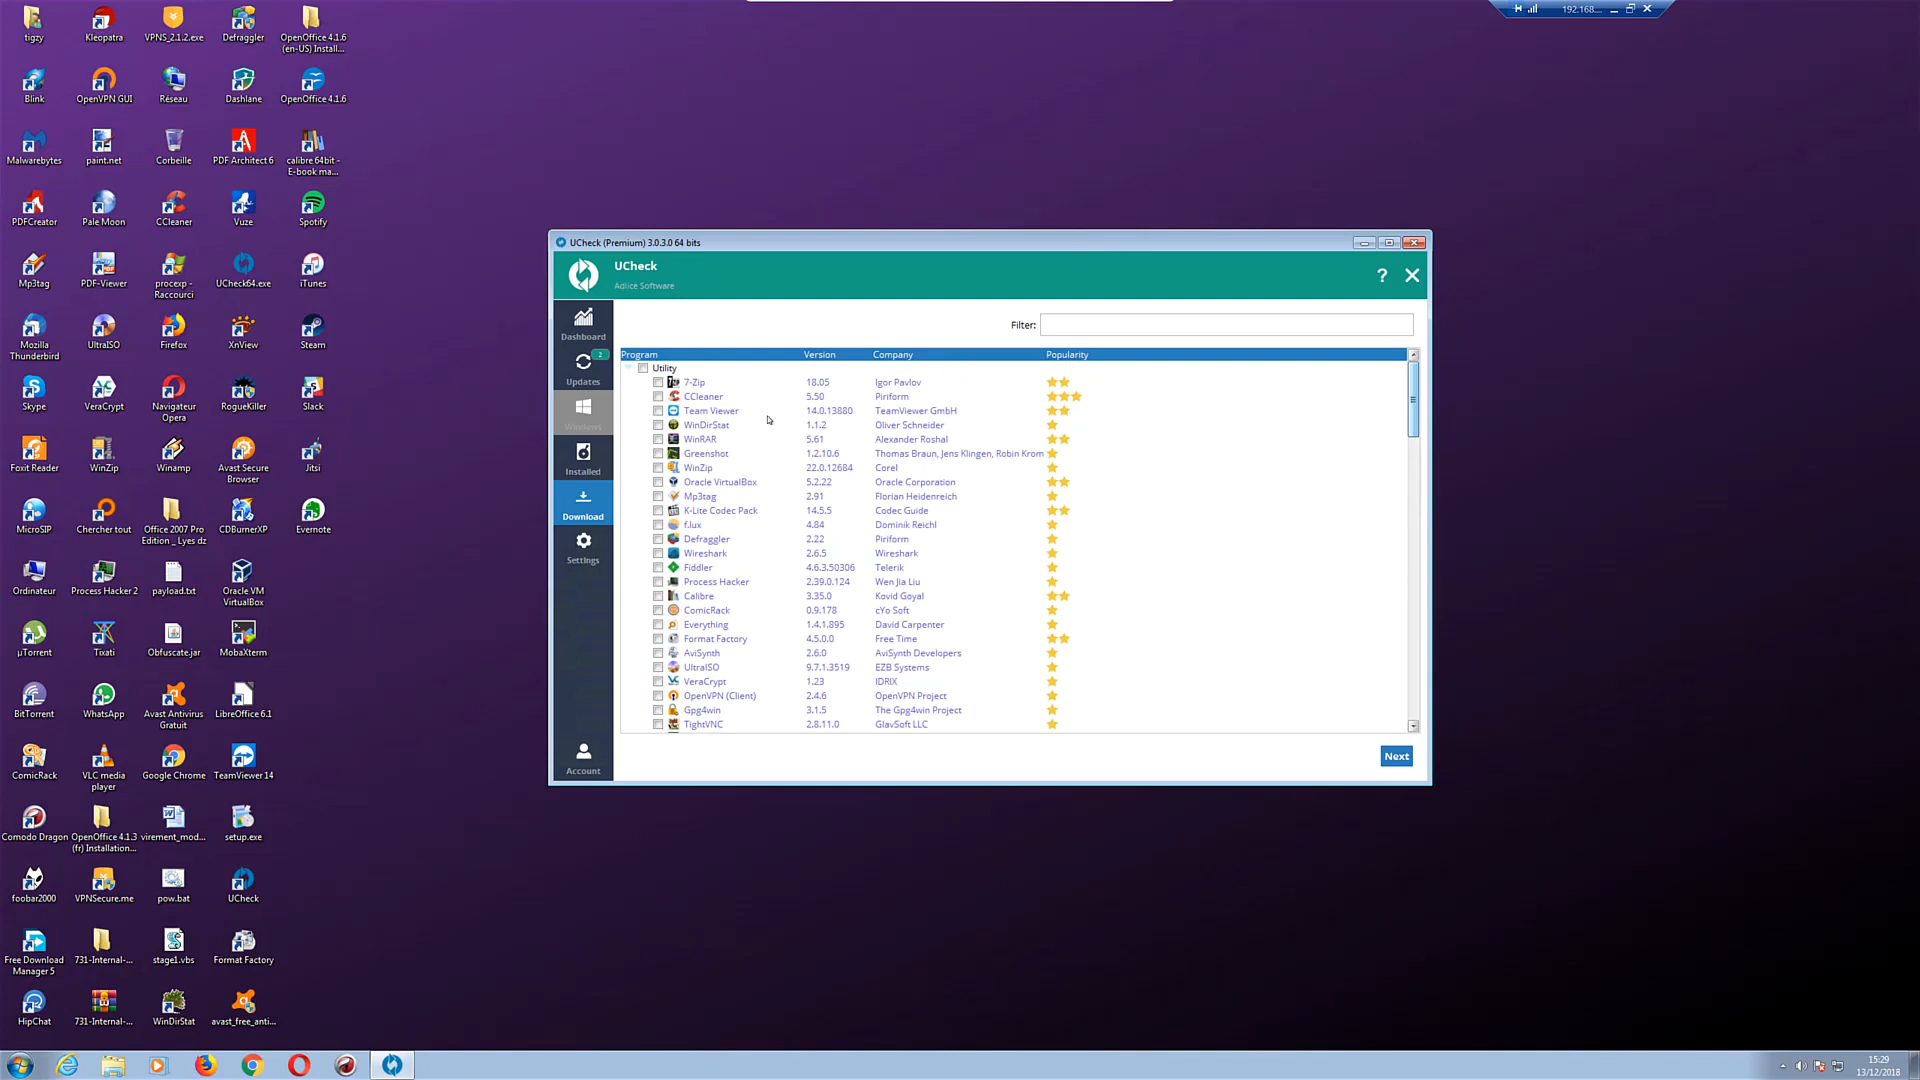 tigzy
Kleopatra
VPNS_2.1.2.exe
Defraggler
OpenOffice 4.1.6
(en-US) Install...
Blink
OpenVPN GUI
Réseau
Dashlane
OpenOffice 4.1.6
Malwarebytes
paint.net
Corbeille
PDF Architect 6
calibre 64bit -
E-book ma...
PDFCreator
Pale Moon
CCleaner
Vuze
Spotify
Mp3tag
PDF-Viewer
procexp -
Raccourci
UCheck64.exe
iTunes
Mozilla
Thunderbird
UltraISO
Firefox
XnView
Steam
Skype
VeraCrypt
Navigateur
Opera
RogueKiller
Slack
Foxit Reader
WinZip
Winamp
Avast Secure
Browser
Jitsi
MicroSIP
Chercher tout
Office 2007 Pro
Edition _ Lyes dz
CDBurnerXP
Evernote
Ordinateur
Process Hacker 2
payload.txt
Oracle VM
VirtualBox
µTorrent
Tixati
Obfuscate.jar
MobaXterm
BitTorrent
WhatsApp
Avast Antivirus
Gratuit
LibreOffice 6.1
ComicRack
VLC media
player
Google Chrome
TeamViewer 14
Comodo Dragon
OpenOffice 4.1.3
(fr) Installation...
virement_mod...
setup.exe
foobar2000
VPNSecure.me
pow.bat
UCheck
Free Download
Manager 5
731-Internal-...
stage1.vbs
Format Factory
HipChat
731-Internal-...
WinDirStat
avast_free_anti...
192.168....
UCheck (Premium) 3.0.3.0 64 bits
UCheck
Adlice Software
?
Dashboard
2
Updates
Windows
Installed
Download
Settings
Account
Filter:
Program Version Company Popularity
Utility
7-Zip 18.05 Igor Pavlov
CCleaner 5.50 Piriform
Team Viewer 14.0.13880 TeamViewer GmbH
WinDirStat 1.1.2 Oliver Schneider
WinRAR 5.61 Alexander Roshal
Greenshot 1.2.10.6 Thomas Braun, Jens Klingen, Robin Krom
WinZip 22.0.12684 Corel
Oracle VirtualBox 5.2.22 Oracle Corporation
Mp3tag 2.91 Florian Heidenreich
K-Lite Codec Pack 14.5.5 Codec Guide
f.lux 4.84 Dominik Reichl
Defraggler 2.22 Piriform
Wireshark 2.6.5 Wireshark
Fiddler 4.6.3.50306 Telerik
Process Hacker 2.39.0.124 Wen Jia Liu
Calibre 3.35.0 Kovid Goyal
ComicRack 0.9.178 cYo Soft
Everything 1.4.1.895 David Carpenter
Format Factory 4.5.0.0 Free Time
AviSynth 2.6.0 AviSynth Developers
UltraISO 9.7.1.3519 EZB Systems
VeraCrypt 1.23 IDRIX
OpenVPN (Client) 2.4.6 OpenVPN Project
Gpg4win 3.1.5 The Gpg4win Project
TightVNC 2.8.11.0 GlavSoft LLC
Next
15:29
13/12/2018